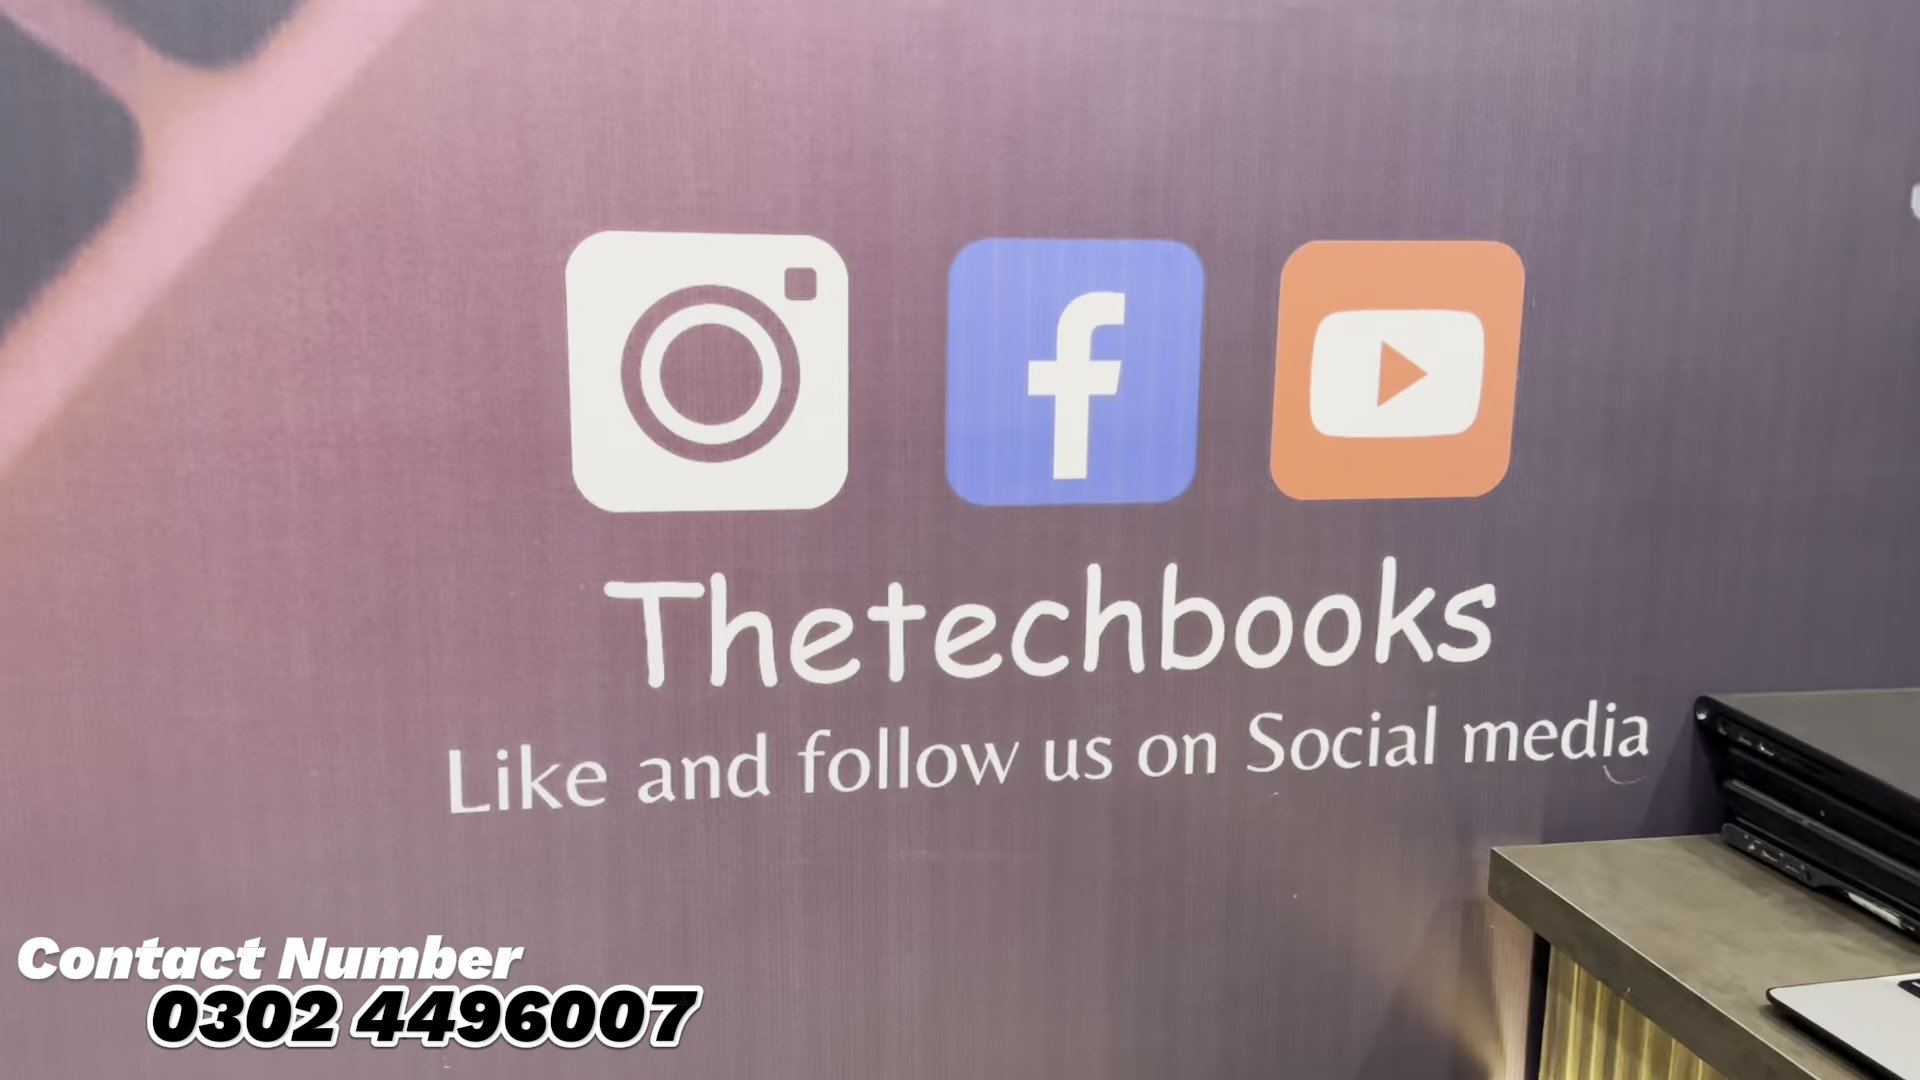 Thetechbooks
Like and follow us on Social media
Contact Number
0302 4496007